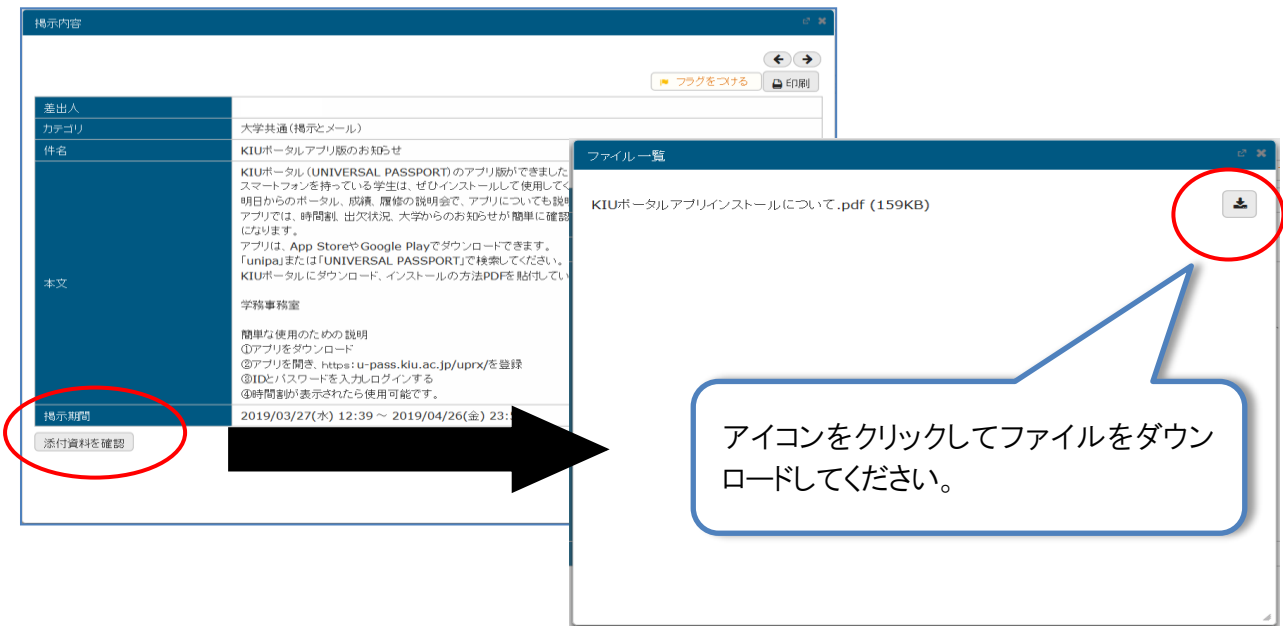 掲示内容
フラグをつける
印刷
差出人
カテゴリ
大学共通(掲示とメール)
件名
KIUポータルアプリ版のお知らせ
本文
KIUポータル(UNIVERSAL PASSPORT)のアプリ版ができました
スマートフォンを持っている学生は、ぜひインストールして使用してく
明日からのポータル、成績、履修の説明会で、アプリについても説明
アプリでは、時間割、出欠状況、大学からのお知らせが簡単に確認
になります。
アプリは、App StoreやGoogle Playでダウンロードできます。
「unipa」または「UNIVERSAL PASSPORT」で検索してください。
KIUポータルにダウンロード、インストールの方法PDFを貼付してい
学務事務室
簡単な使用のための説明
①アプリをダウンロード
②アプリを開き、https:u-pass.kiu.ac.jp/uprx/を登録
③IDとパスワードを入力しログインする
④時間割が表示されたら使用可能です。
掲示期間
2019/03/27(水) 12:39 ~ 2019/04/26(金) 23:
添付資料を確認
ファイル一覧
KIUポータルアプリインストールについて.pdf (159KB)
アイコンをクリックしてファイルをダウン
ロードしてください。